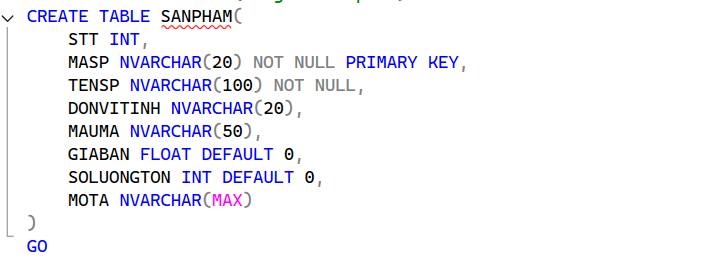 CREATE TABLE SANPHAM(
STT INT,
MASP NVARCHAR(20) NOT NULL PRIMARY KEY,
TENSP NVARCHAR(100) NOT NULL,
DONVITINH NVARCHAR(20),
MAUMA NVARCHAR(50),
GIABAN FLOAT DEFAULT 0,
SOLUONGTON INT DEFAULT 0,
MOTA NVARCHAR(MAX)
)
GO